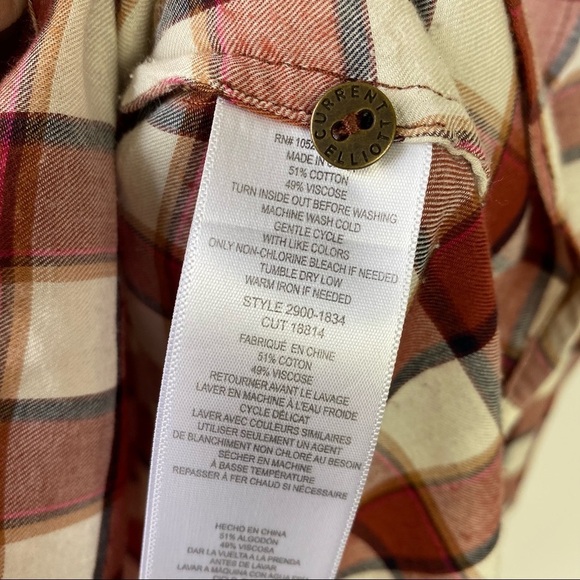 CURRENT
ELLIOTT
RN# 1052
MADE IN
51% COTTON
49% VISCOSE
TURN INSIDE OUT BEFORE WASHING
MACHINE WASH COLD
GENTLE CYCLE
WITH LIKE COLORS
ONLY NON-CHLORINE BLEACH IF NEEDED
TUMBLE DRY LOW
WARM IRON IF NEEDED
STYLE 2900-1834
CUT 18814
FABRIQUÉ EN CHINE
51% COTON
49% VISCOSE
RETOURNER AVANT LE LAVAGE
LAVER EN MACHINE À L'EAU FROIDE
CYCLE DÉLICAT
LAVER AVEC COULEURS SIMILAIRES
UTILISER SEULEMENT UN AGENT
DE BLANCHIMENT NON CHLORÉ AU BESOIN
SÉCHER EN MACHINE
À BASSE TEMPÉRATURE
REPASSER À FER CHAUD SI NÉCESSAIRE
HECHO EN CHINA
51% ALGODÓN
49% VISCOSA
DAR LA VUELTA A LA PRENDA
ANTES DE LAVAR
LAVAR A MÁQUINA CON AGUA